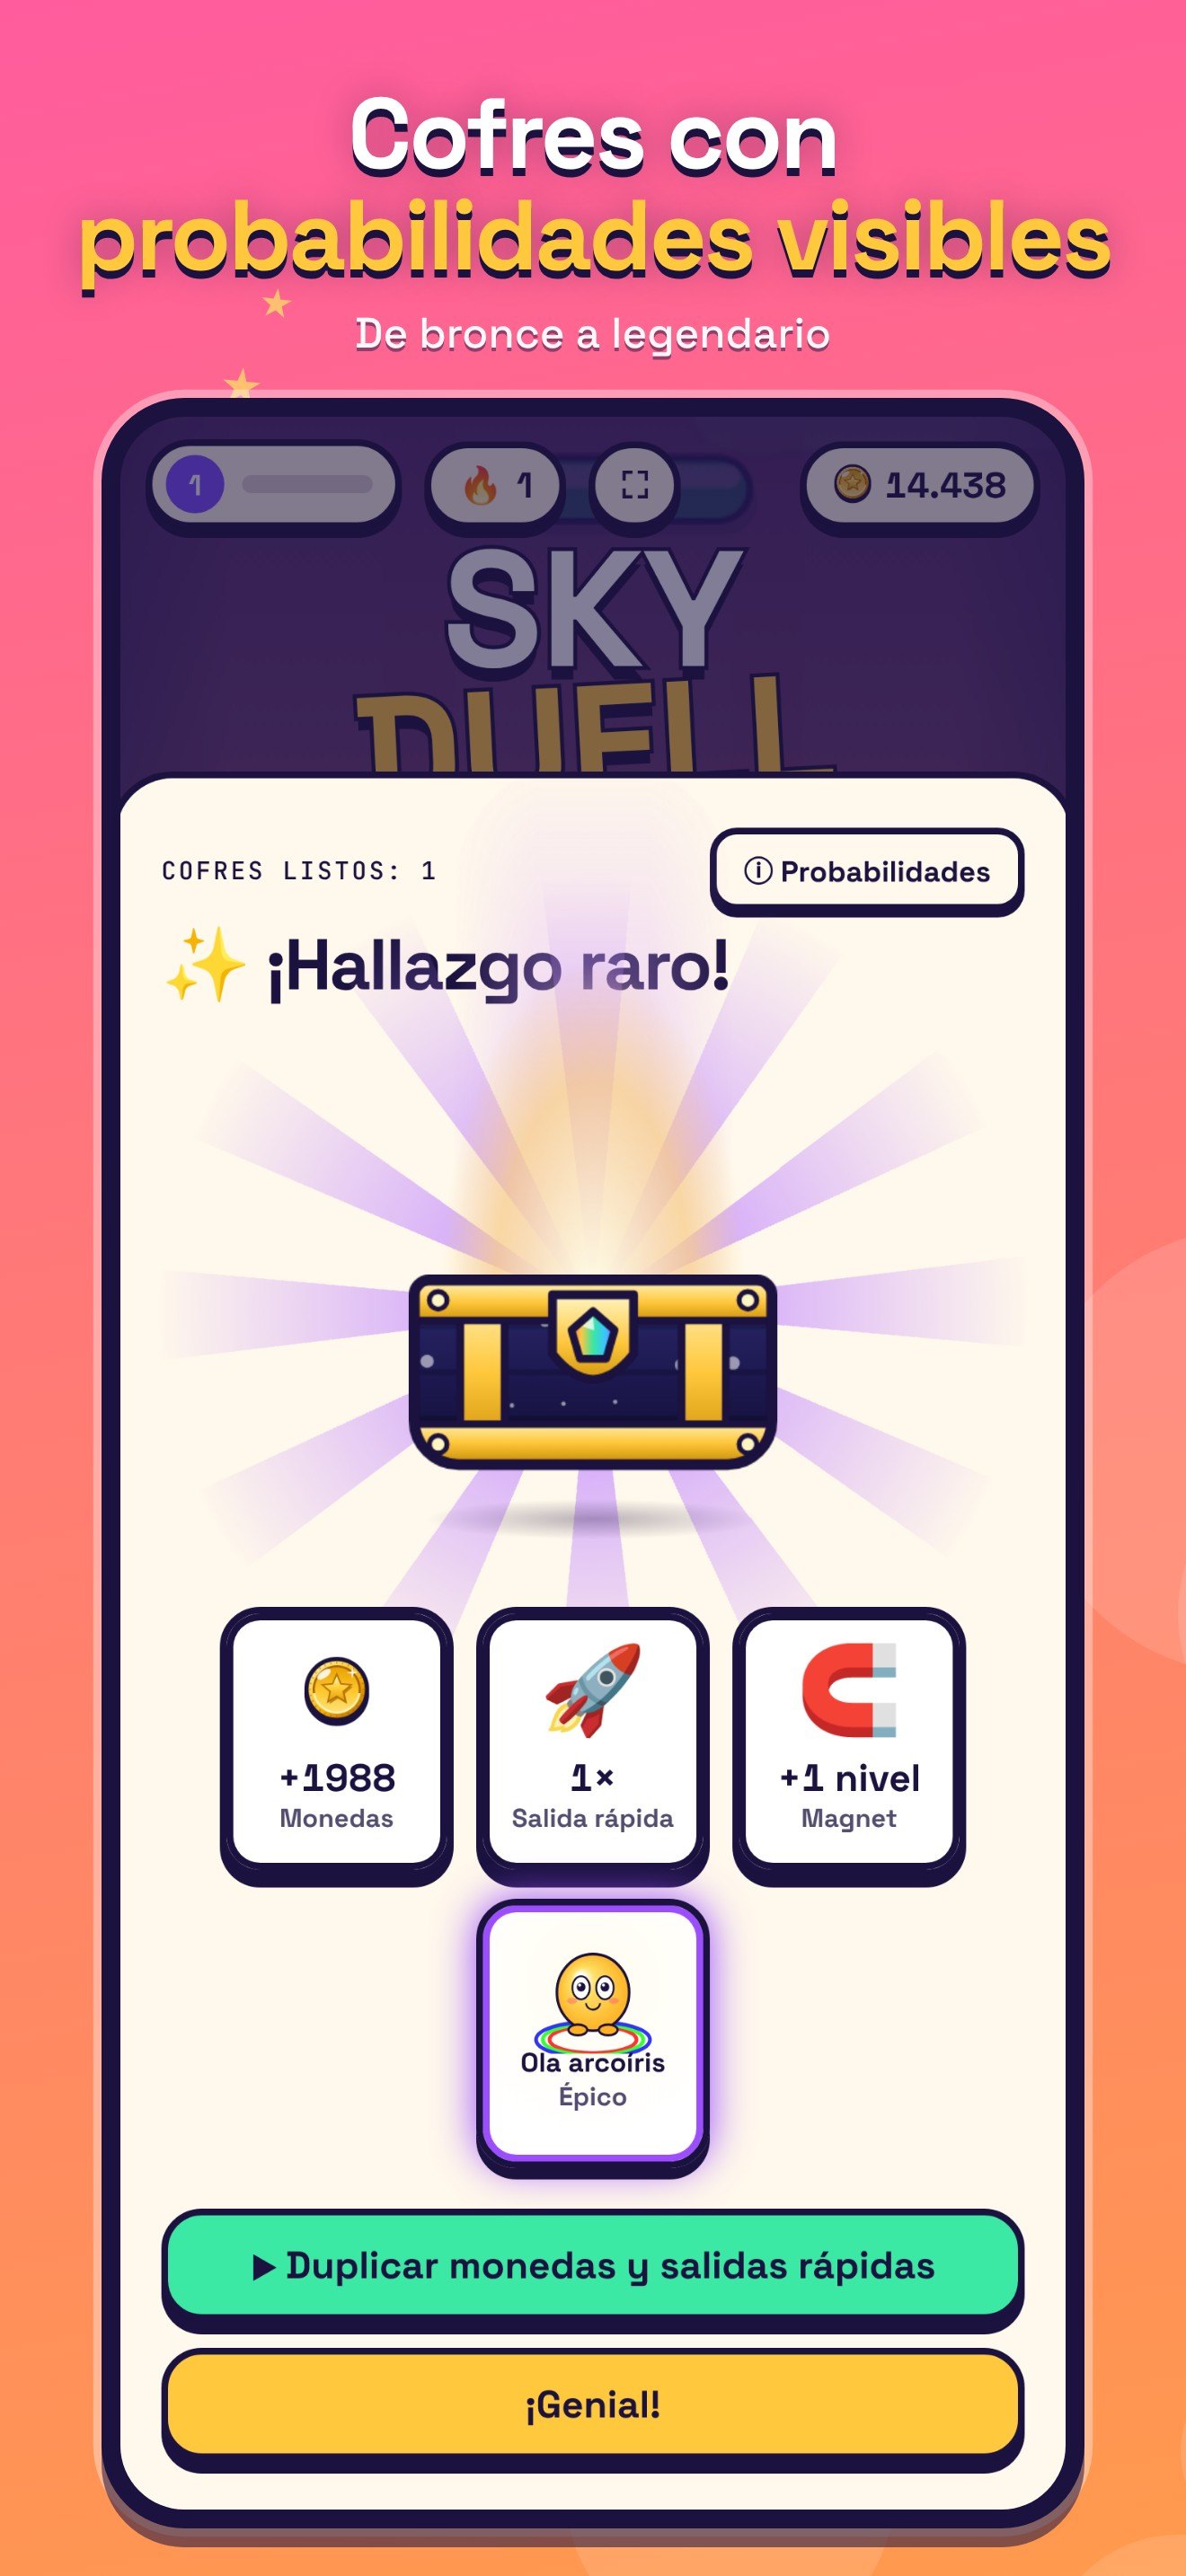 Cofres con
probabilidades visibles
De bronce a legendario
1
1
14.438
SKY
DUELL
COFRES LISTOS: 1
ⓘ Probabilidades
✨ ¡Hallazgo raro!
+1988
Monedas
1×
Salida rápida
+1 nivel
Magnet
Ola arcoíris
Épico
▶ Duplicar monedas y salidas rápidas
¡Genial!